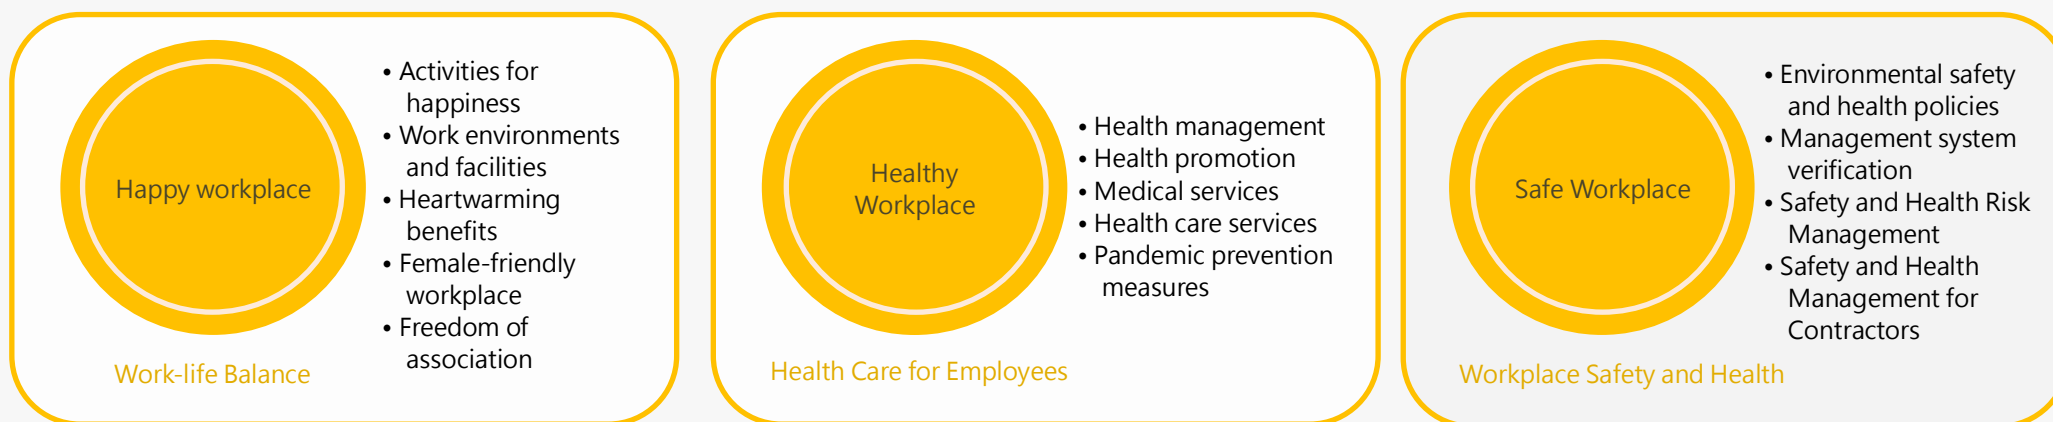 Happy workplace
• Activities for
happiness
• Work environments
and facilities
• Heartwarming
benefits
• Female-friendly
workplace
• Freedom of
association
Work-life Balance
Healthy
Workplace
• Health management
• Health promotion
• Medical services
• Health care services
• Pandemic prevention
measures
Health Care for Employees
Safe Workplace
• Environmental safety
and health policies
• Management system
verification
• Safety and Health Risk
Management
• Safety and Health
Management for
Contractors
Workplace Safety and Health